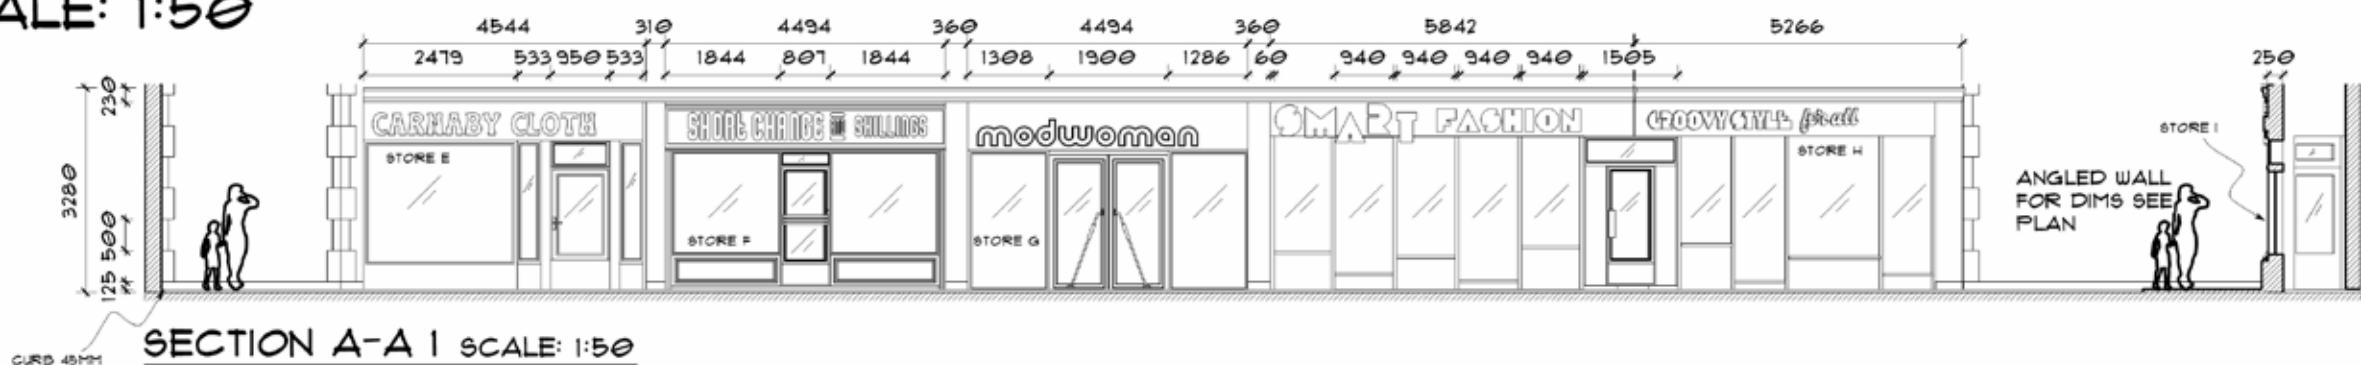 ALE: 1:50
4544 310 4494 360 4494 360 5842 5266
2479 533 950 533 1844 807 1844 1308 1900 1286 60 940 940 940 940 1505 250
230
3280
500
125
CARNABY CLOTH
SHORT CHANGE FOR SHILLINGS
modwoman
SMART FASHION
GROOVY STYLE for all
STORE E
STORE F
STORE G
STORE H
STORE I
ANGLED WALL
FOR DIMS SEE
PLAN
SECTION A-A 1 SCALE: 1:50
CURB 45MM